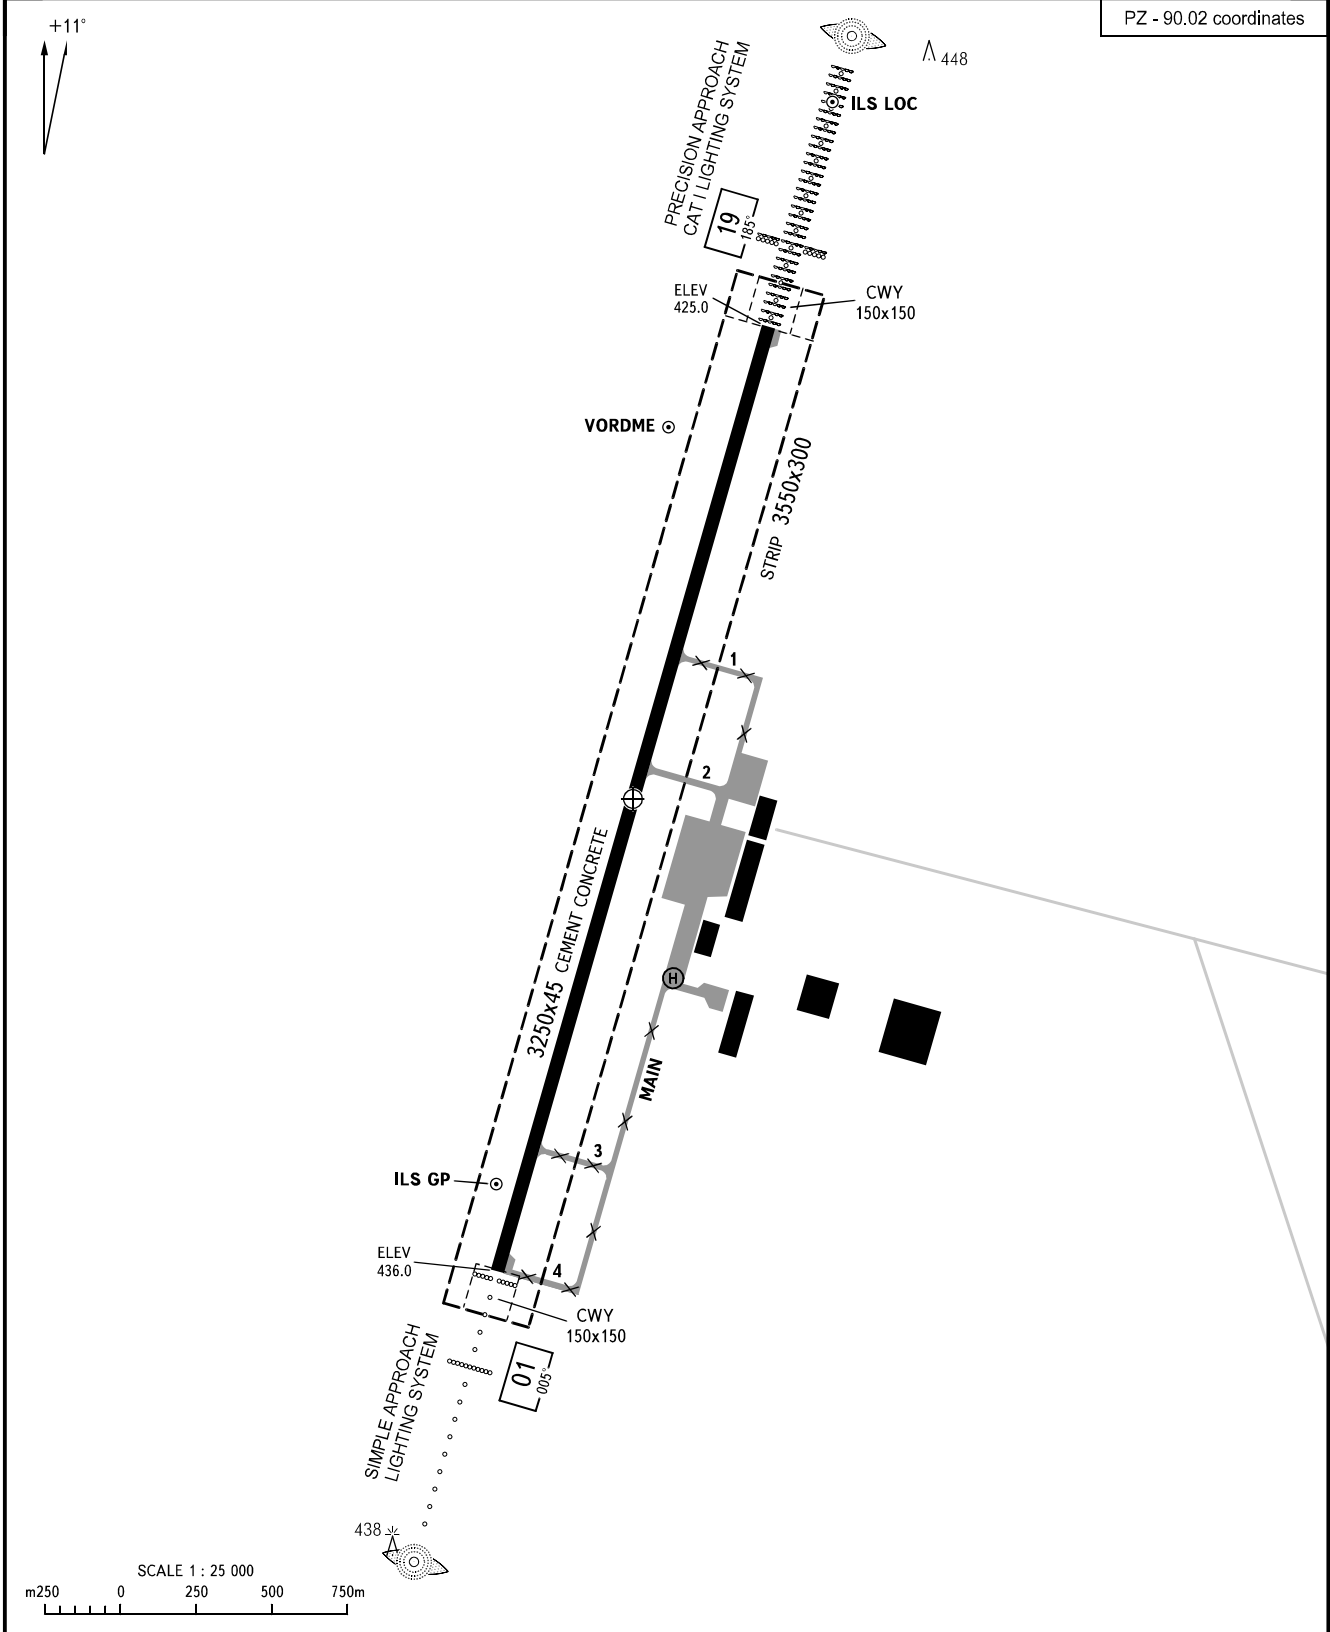 PZ - 90.02 coordinates
+11°
448
ILS LOC
PRECISION APPROACH
CAT I LIGHTING SYSTEM
19
185°
ELEV
425.0
CWY
150x150
VORDME
STRIP 3550x300
1
2
3250x45 CEMENT CONCRETE
H
MAIN
3
ILS GP
ELEV
436.0
4
CWY
150x150
SIMPLE APPROACH
LIGHTING SYSTEM
01
005°
438
SCALE 1 : 25 000
m250 0 250 500 750m